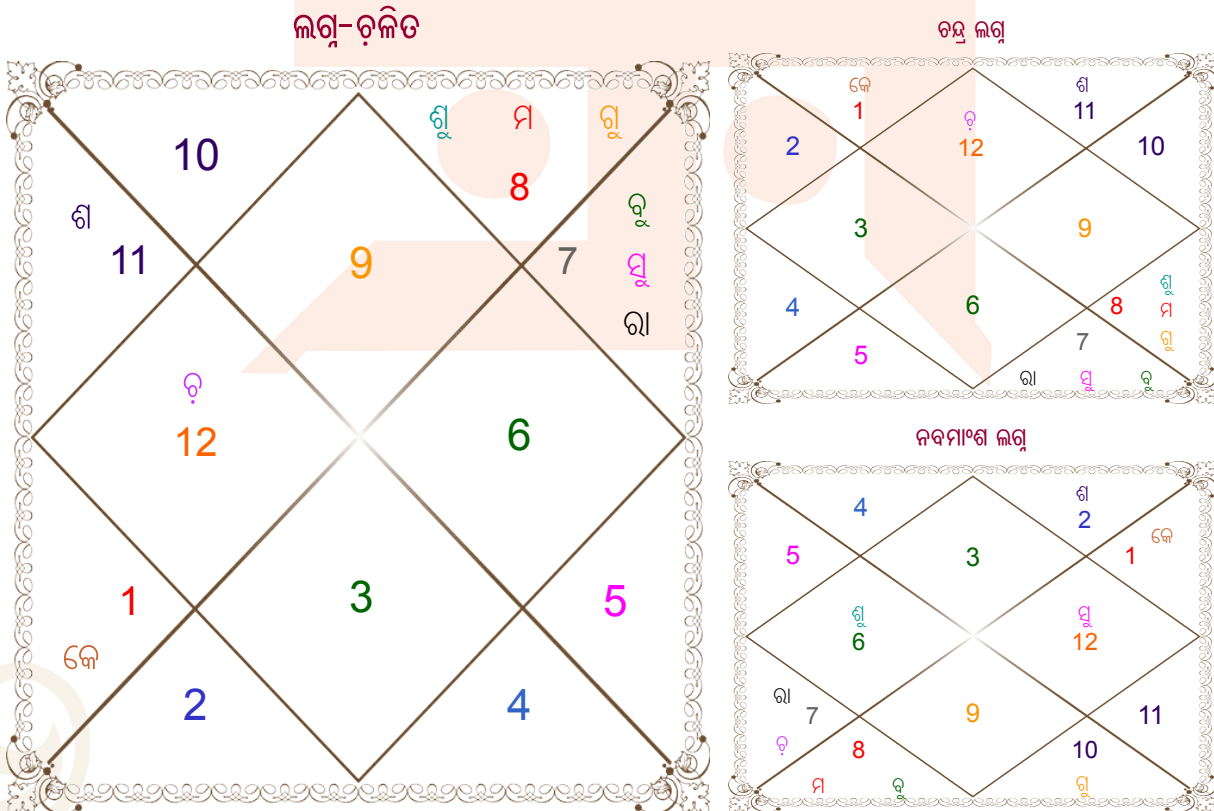 ଲଗ୍ନ-ଚଳିତ
ଶୁ ମ ଗୁ
10
8
ଶ
11
9
7
ବୁ
ସୁ
ରା
ଚ
12
6
1
3
5
କେ
2
4
ଚନ୍ଦ୍ର ଲଗ୍ନ
କେ ଶ
1 ଚ 11
2 12 10
3 9
4 6 8 ଶୁ
ମ
5 7 ଗୁ
ରା ସୁ ବୁ
ନବମାଂଶ ଲଗ୍ନ
4 ଶ
2
5 3 1 କେ
ଶୁ ସୁ
6 12
ରା
7 9 11
ଚ 8 10
ମ ବୁ ଗୁ